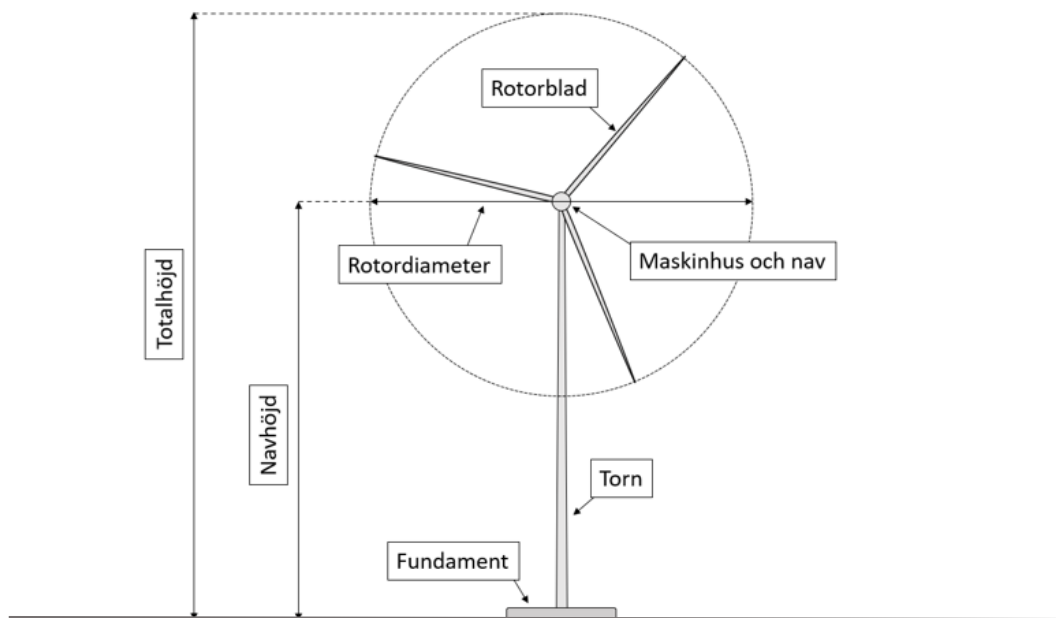 Rotorblad
Rotordiameter
Maskinhus och nav
Totalhöjd
Navhöjd
Torn
Fundament